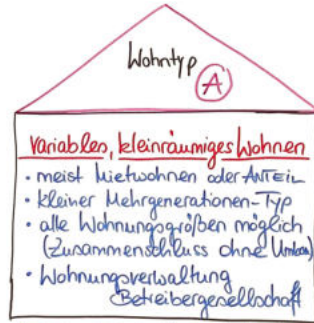 Wohntyp
A
Variables, kleinräumiges Wohnen
• meist Mietwohnen oder ANTEIL
• kleiner Mehrgenerationen-Typ
• alle Wohnungsgrößen möglich
(Zusammenschluss ohne Umbau)
• Wohnungsverwaltung
Betreibergesellschaft